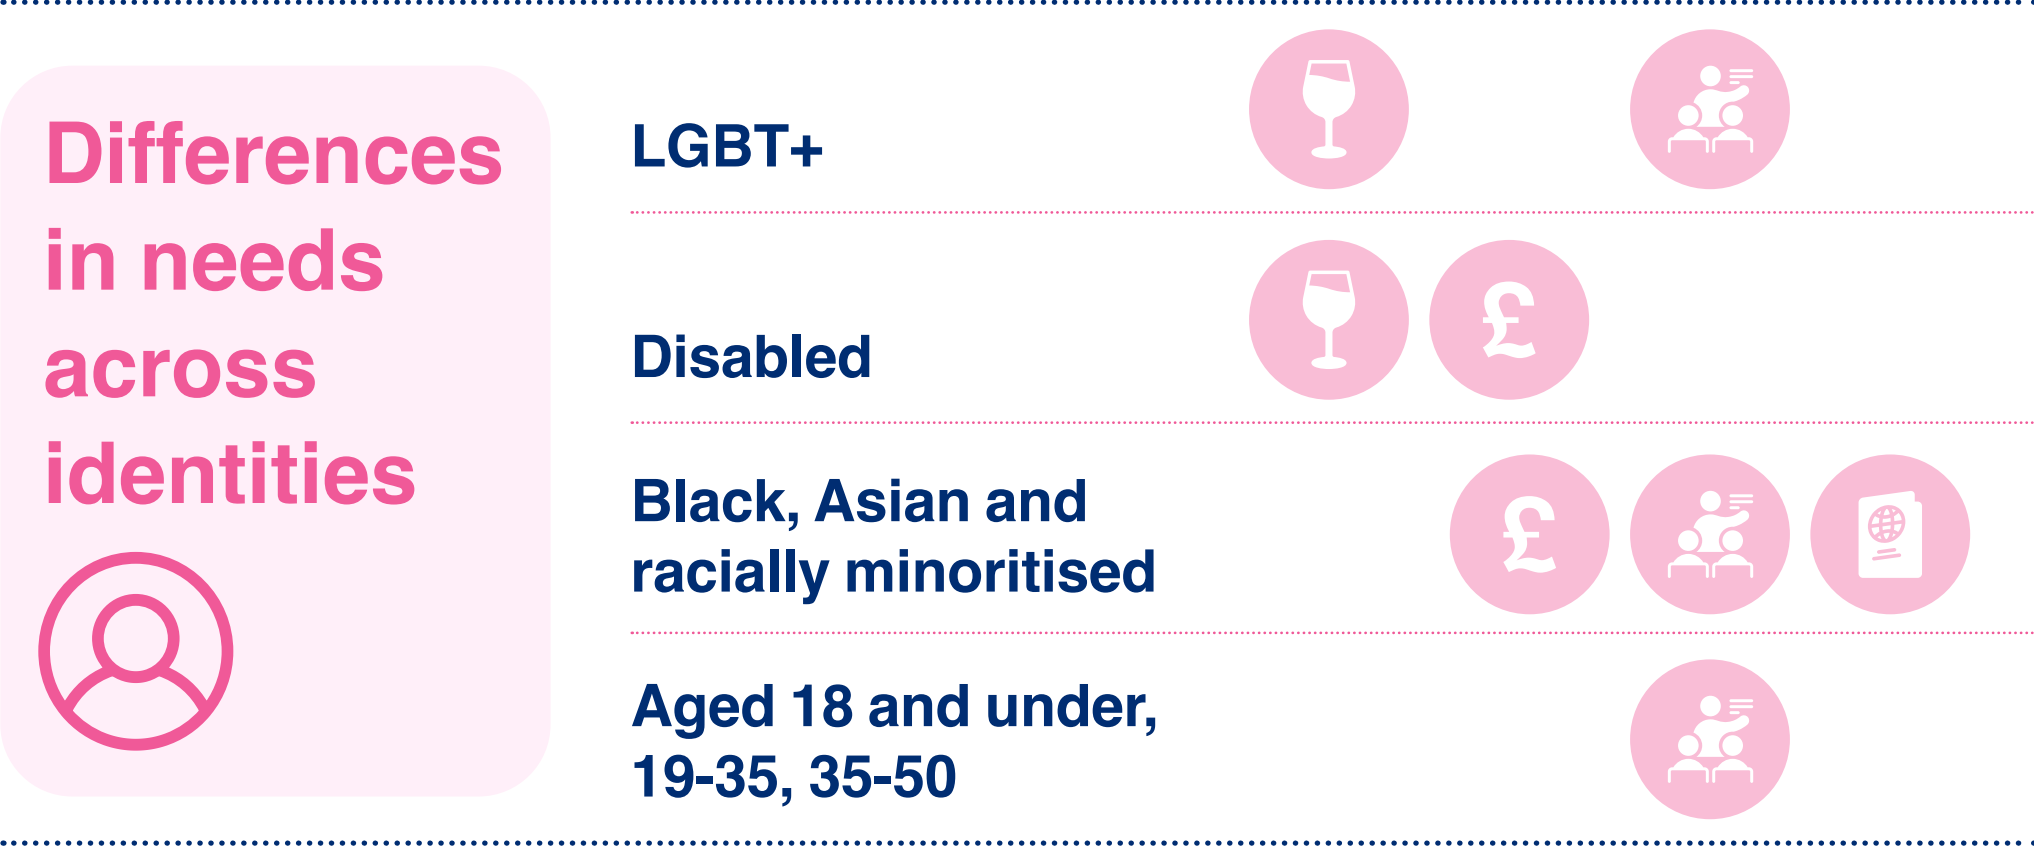 Differences
in needs
across
identities
LGBT+
Disabled
£
Black, Asian and
racially minoritised
£
Aged 18 and under,
19-35, 35-50